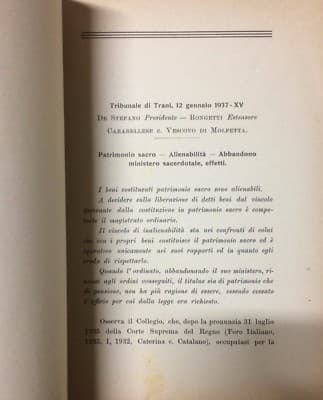 Tribunale di Trani, 12 gennaio 1937-XV
DE STEFANO Presidente — RONGETTI Estensore
CARABELLESE c. VESCOVO DI MOLFETTA.
Patrimonio sacro — Alienabilità — Abbandono
ministero sacerdotale, effetti.
I beni costituenti patrimonio sacro sono alienabili.
A decidere sulla liberazione di detti beni dal vincolo
derivante dalla costituzione in patrimonio sacro è compe-
tente il magistrato ordinario.
Il vincolo di inalienabilità sta nei confronti di colui
che con i propri beni costituisce il patrimonio sacro ed è
operativo unicamente nei suoi rapporti ed in quanto egli
creda di rispettarlo.
Quando l'ordinato, abbandonando il suo ministero, ri-
nunzi agli ordini conseguiti, il titulus sia di patrimonio che
di pensione, non ha più ragione di essere, essendo cessato
l'officio per cui dalla legge era richiesto.
Osserva il Collegio, che, dopo la pronunzia 31 luglio
1935 della Corte Suprema del Regno (Foro Italiano,
1935, I, 1932, Caterina c. Catalano), occupatasi per la